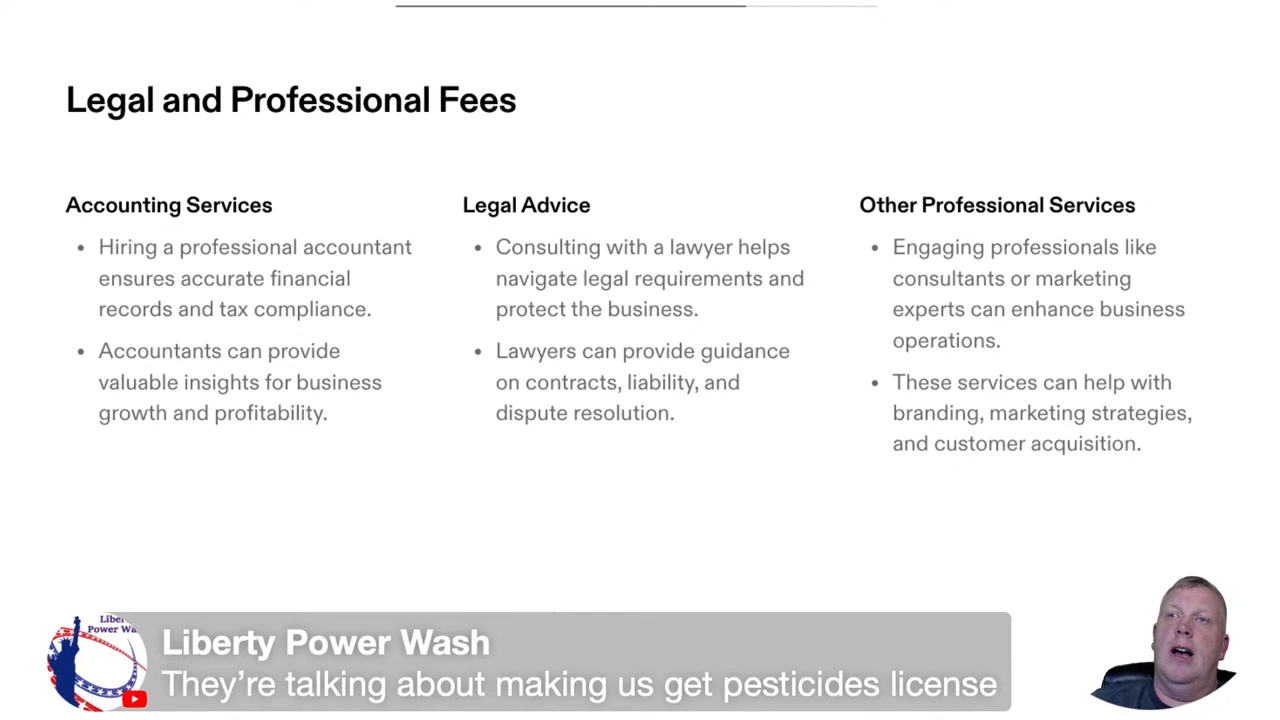 Legal and Professional Fees
Accounting Services
• Hiring a professional accountant
ensures accurate financial
records and tax compliance.
• Accountants can provide
valuable insights for business
growth and profitability.
Legal Advice
• Consulting with a lawyer helps
navigate legal requirements and
protect the business.
• Lawyers can provide guidance
on contracts, liability, and
dispute resolution.
Other Professional Services
• Engaging professionals like
consultants or marketing
experts can enhance business
operations.
• These services can help with
branding, marketing strategies,
and customer acquisition.
Liberty Power Wash
They're talking about making us get pesticides license